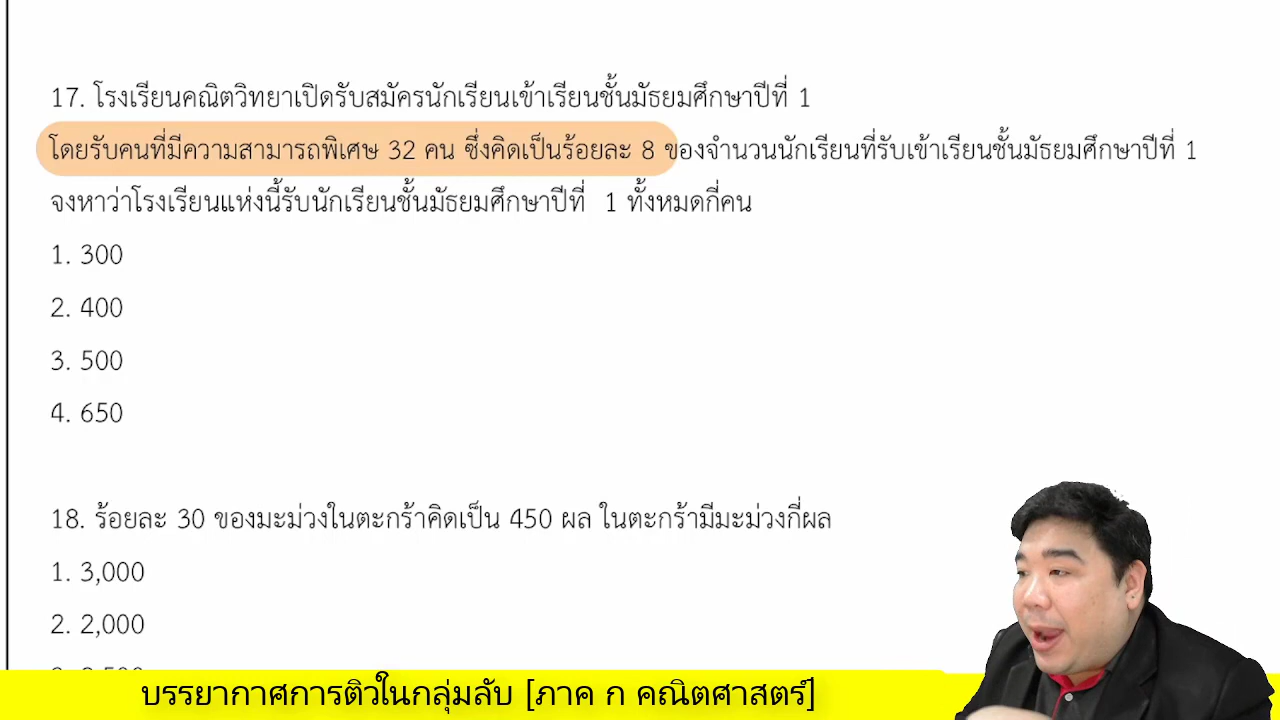 17. โรงเรียนคณิตวิทยาเปิดรับสมัครนักเรียนเข้าเรียนชั้นมัธยมศึกษาปีที่ 1
โดยรับคนที่มีความสามารถพิเศษ 32 คน ซึ่งคิดเป็นร้อยละ 8 ของจำนวนนักเรียนที่รับเข้าเรียนชั้นมัธยมศึกษาปีที่ 1
จงหาว่าโรงเรียนแห่งนี้รับนักเรียนชั้นมัธยมศึกษาปีที่ 1 ทั้งหมดกี่คน
1. 300
2. 400
3. 500
4. 650
18. ร้อยละ 30 ของมะม่วงในตะกร้าคิดเป็น 450 ผล ในตะกร้ามีมะม่วงกี่ผล
1. 3,000
2. 2,000
บรรยากาศการติวในกลุ่มลับ [ภาค ก คณิตศาสตร์]